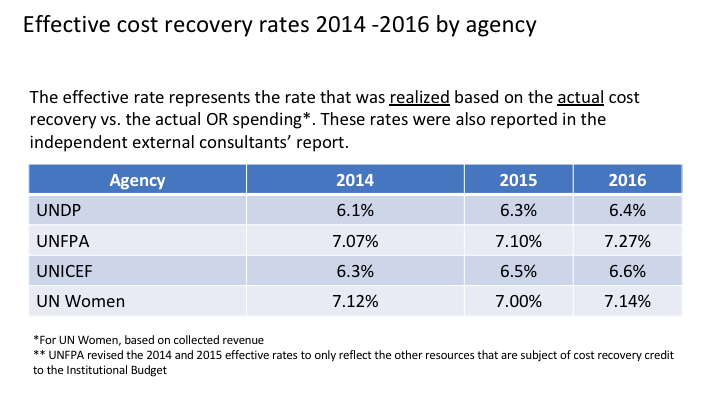 Effective cost recovery rates 2014 -2016 by agency
The effective rate represents the rate that was realized based on the actual cost
recovery vs. the actual OR spending*. These rates were also reported in the
independent external consultants’ report.
Agency 2014 2015 2016
UNDP 6.1% 6.3% 6.4%
UNFPA 7.07% 7.10% 7.27%
UNICEF 6.3% 6.5% 6.6%
UN Women 7.12% 7.00% 7.14%
*For UN Women, based on collected revenue
** UNFPA revised the 2014 and 2015 effective rates to only reflect the other resources that are subject of cost recovery credit
to the Institutional Budget